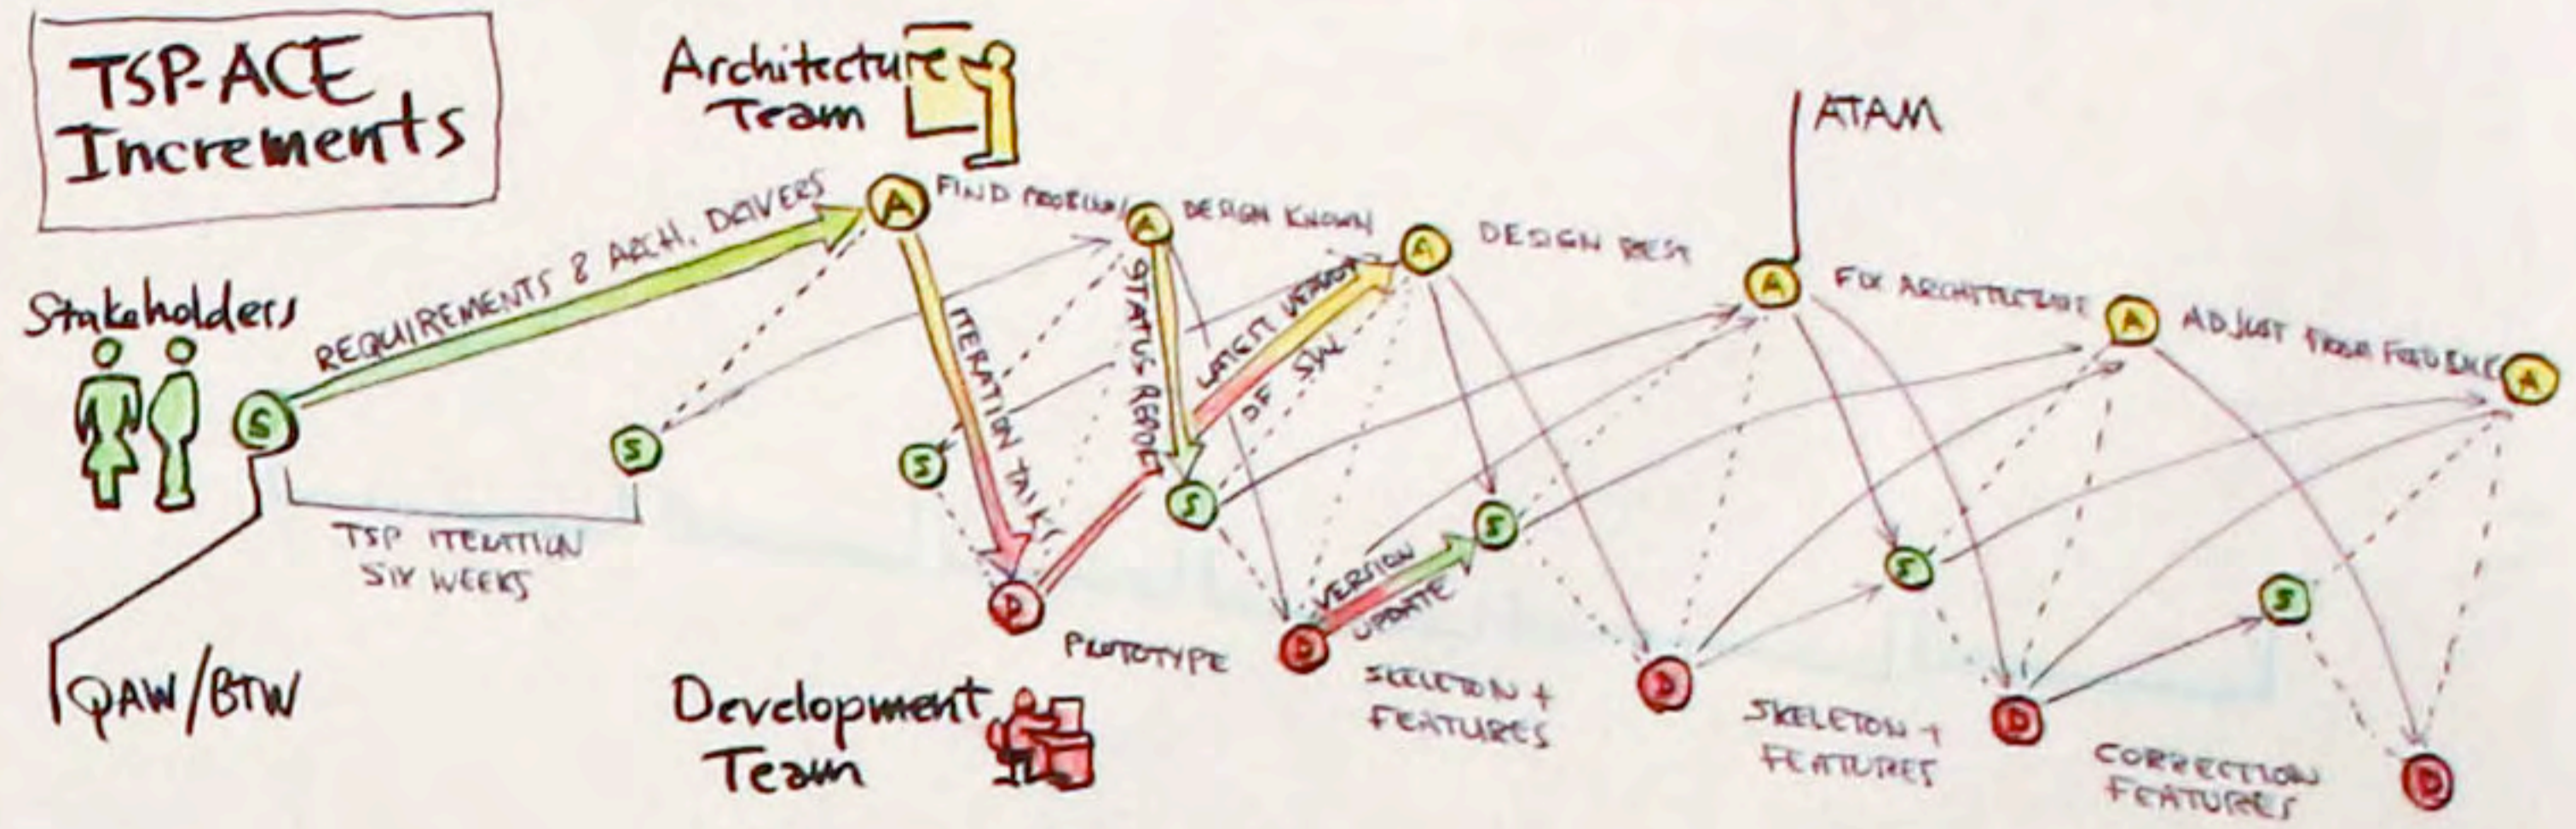 TSP-ACE
Increments
Architecture
Team
ATAM
Stakeholders
REQUIREMENTS & ARCH. DRIVERS
A
FIND PROBLEMS
A
DESIGN KNOWN
A
DESIGN REST
A
FIX ARCHITECTURE
A
ADJUST FROM FEEDBACK
A
ITERATION TASKS
STATUS REPORT
LATEST VERSION
OF SW
S
S
S
S
S
S
S
TSP ITERATION
SIX WEEKS
VERSION
UPDATE
QAW/BTW
D
PROTOTYPE
D
SKELETON +
FEATURES
D
SKELETON +
FEATURES
D
CORRECTION
FEATURES
D
Development
Team